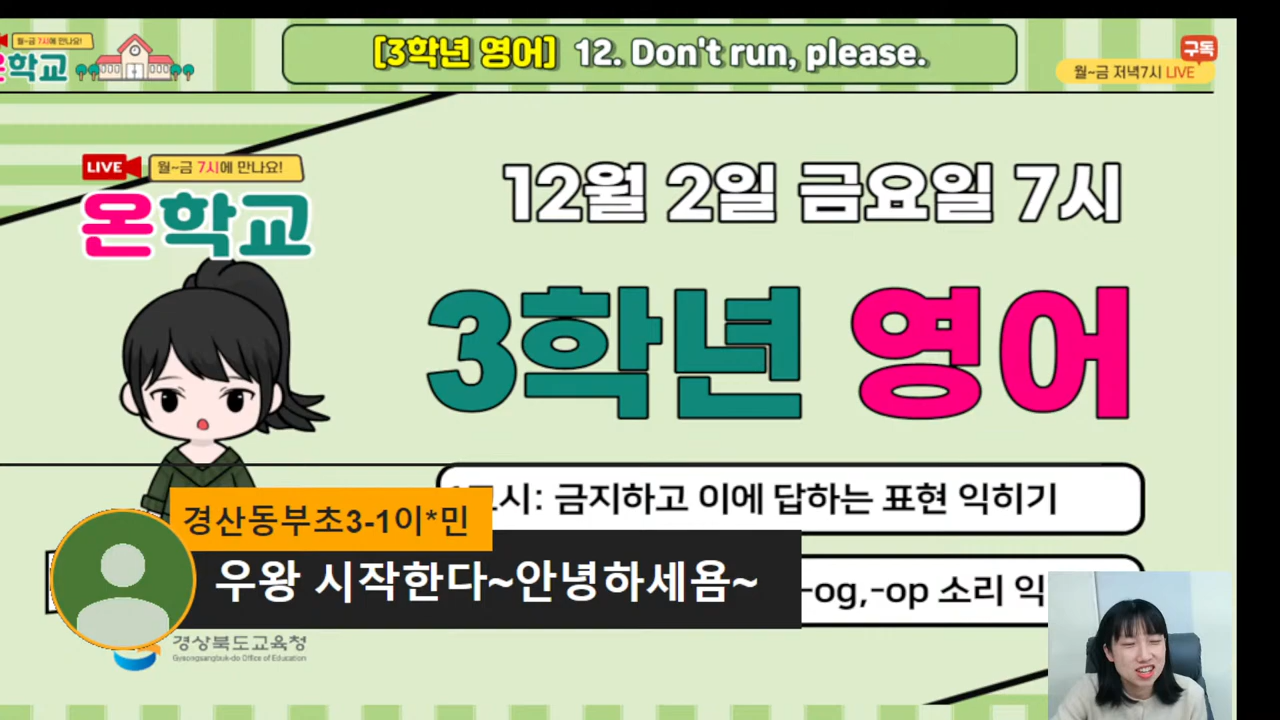 월~금 7시에 만나요!
학교
[3학년 영어] 12. Don't run, please.
구독
월~금 저녁7시 LIVE
LIVE 월~금 7시에 만나요!
온학교
12월 2일 금요일 7시
3학년 영어
시: 금지하고 이에 답하는 표현 익히기
경산동부초3-1이*민
우왕 시작한다~안녕하세욤~
-og,-op 소리 익
경상북도교육청
Gyeongsangbuk-do Office of Education